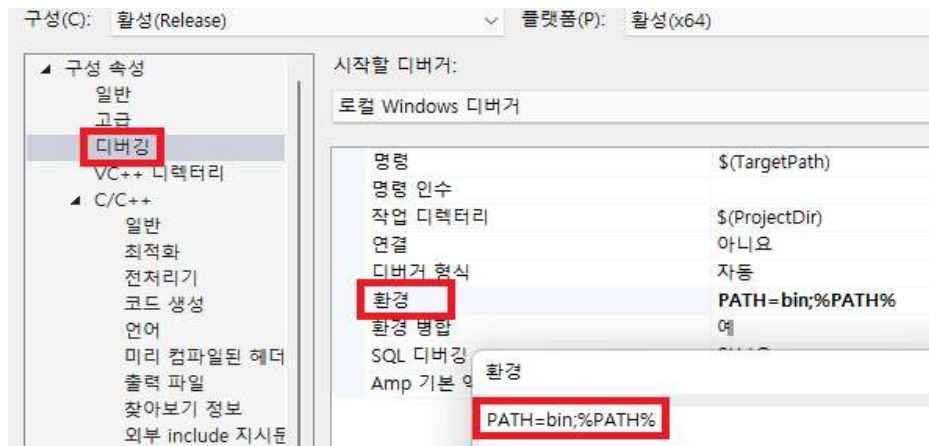 구성(C): 활성(Release) 플랫폼(P): 활성(x64)
구성 속성
일반
고급
디버깅
VC++ 디렉터리
C/C++
일반
최적화
전처리기
코드 생성
언어
미리 컴파일된 헤더
출력 파일
찾아보기 정보
외부 include 지시문
시작할 디버거:
로컬 Windows 디버거
명령 $(TargetPath)
명령 인수
작업 디렉터리 $(ProjectDir)
연결 아니요
디버거 형식 자동
환경 PATH=bin;%PATH%
환경 병합 예
SQL 디버깅
Amp 기본
환경
PATH=bin;%PATH%